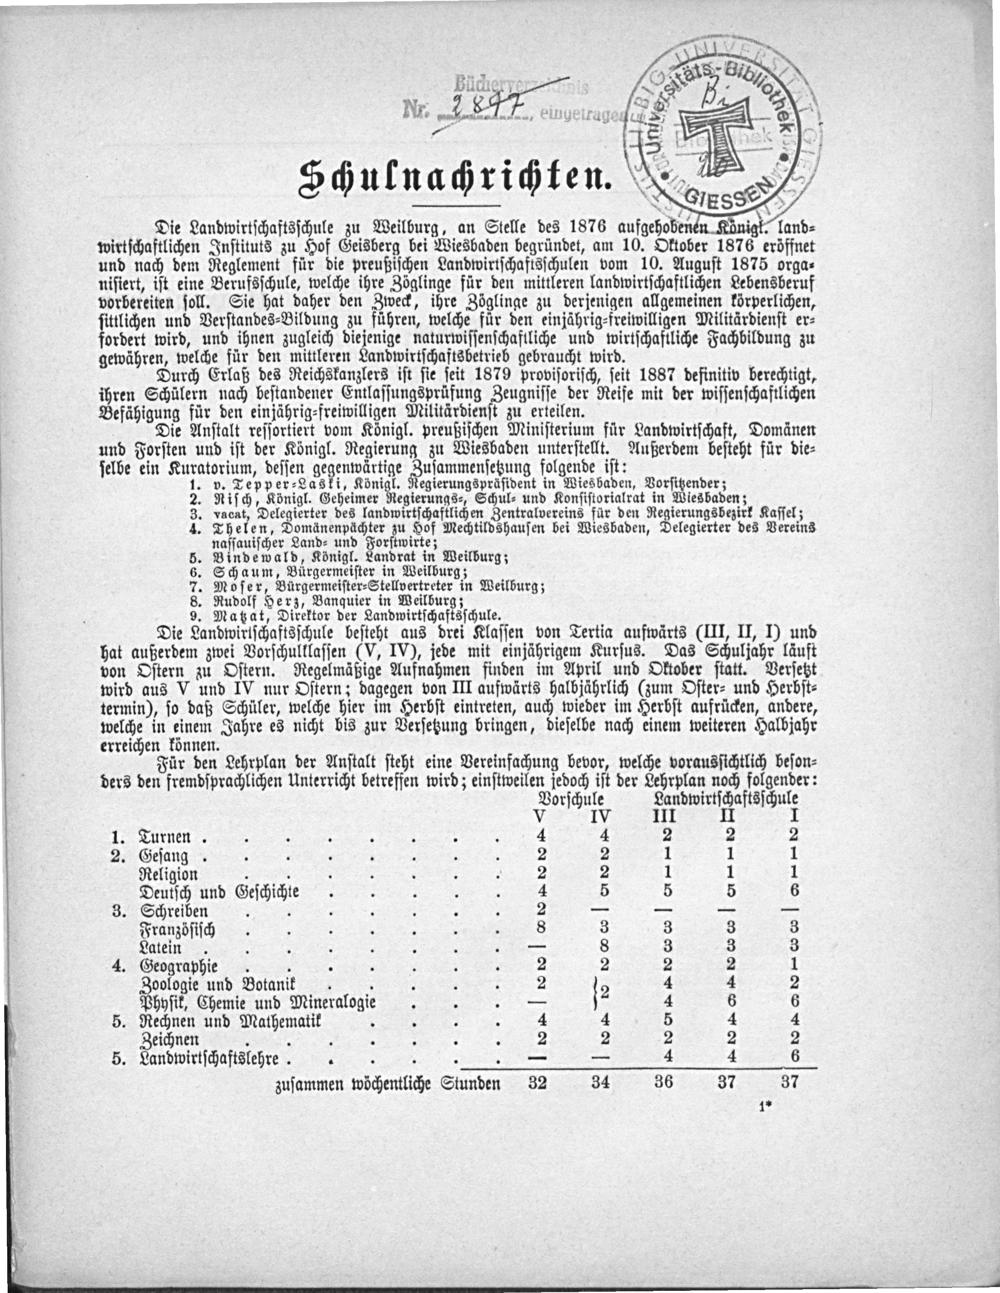 Bücherverzeichnis
Nr. 2897, eingetragen
Universitäts-Bibliothek
GIESSEN
Schulnachrichten.
Die Landwirtschaftsschule zu Weilburg, an Stelle des 1876 aufgehobenen Königl. land-
wirtschaftlichen Instituts zu Hof Geisberg bei Wiesbaden begründet, am 10. Oktober 1876 eröffnet
und nach dem Reglement für die preußischen Landwirtschaftsschulen vom 10. August 1875 orga-
nisiert, ist eine Berufsschule, welche ihre Zöglinge für den mittleren landwirtschaftlichen Lebensberuf
vorbereiten soll. Sie hat daher den Zweck, ihre Zöglinge zu derjenigen allgemeinen körperlichen,
sittlichen und Verstandes-Bildung zu führen, welche für den einjährig-freiwilligen Militärdienst er-
fordert wird, und ihnen zugleich diejenige naturwissenschaftliche und wirtschaftliche Fachbildung zu
gewähren, welche für den mittleren Landwirtschaftsbetrieb gebraucht wird.
Durch Erlaß des Reichskanzlers ist sie seit 1879 provisorisch, seit 1887 definitiv berechtigt,
ihren Schülern nach bestandener Entlassungsprüfung Zeugnisse der Reife mit der wissenschaftlichen
Befähigung für den einjährig-freiwilligen Militärdienst zu erteilen.
Die Anstalt ressortiert vom Königl. preußischen Ministerium für Landwirtschaft, Domänen
und Forsten und ist der Königl. Regierung zu Wiesbaden unterstellt. Außerdem besteht für die-
selbe ein Kuratorium, dessen gegenwärtige Zusammensetzung folgende ist:
1. v. Tepper-Laski, Königl. Regierungspräsident in Wiesbaden, Vorsitzender;
2. Risch, Königl. Geheimer Regierungs-, Schul- und Konsistorialrat in Wiesbaden;
3. vacat, Delegierter des landwirtschaftlichen Zentralvereins für den Regierungsbezirk Kassel;
4. Thelen, Domänenpächter zu Hof Mechtildshausen bei Wiesbaden, Delegierter des Vereins
nassauischer Land- und Forstwirte;
5. Bindewald, Königl. Landrat in Weilburg;
6. Schaum, Bürgermeister in Weilburg;
7. Moser, Bürgermeister-Stellvertreter in Weilburg;
8. Rudolf Herz, Banquier in Weilburg;
9. Matzat, Direktor der Landwirtschaftsschule.
Die Landwirtschaftsschule besteht aus drei Klassen von Tertia aufwärts (III, II, I) und
hat außerdem zwei Vorschulklassen (V, IV), jede mit einjährigem Kursus. Das Schuljahr läuft
von Ostern zu Ostern. Regelmäßige Aufnahmen finden im April und Oktober statt. Versetzt
wird aus V und IV nur Ostern; dagegen von III aufwärts halbjährlich (zum Oster- und Herbst-
termin), so daß Schüler, welche hier im Herbst eintreten, auch wieder im Herbst aufrücken, andere,
welche in einem Jahre es nicht bis zur Versetzung bringen, dieselbe nach einem weiteren Halbjahr
erreichen können.
Für den Lehrplan der Anstalt steht eine Vereinfachung bevor, welche voraussichtlich beson-
ders den fremdsprachlichen Unterricht betreffen wird; einstweilen jedoch ist der Lehrplan noch folgender:
Vorschule Landwirtschaftsschule
V IV III II I
1. Turnen . . . . . . . . 4 4 2 2 2
2. Gesang . . . . . . . . 2 2 1 1 1
Religion . . . . . . . 2 2 1 1 1
Deutsch und Geschichte . . . . . 4 5 5 5 6
3. Schreiben . . . . . . . 2 — — — —
Französisch . . . . . . . 8 3 3 3 3
Latein . . . . . . . . — 8 3 3 3
4. Geographie . . . . . . . 2 2 2 2 1
Zoologie und Botanik . . . . . 2 } 2 4 4 2
Physik, Chemie und Mineralogie . . . — 4 6 6
5. Rechnen und Mathematik . . . . 4 4 5 4 4
Zeichnen . . . . . . . 2 2 2 2 2
5. Landwirtschaftslehre . . . . . . — — 4 4 6
zusammen wöchentliche Stunden 32 34 36 37 37
1*